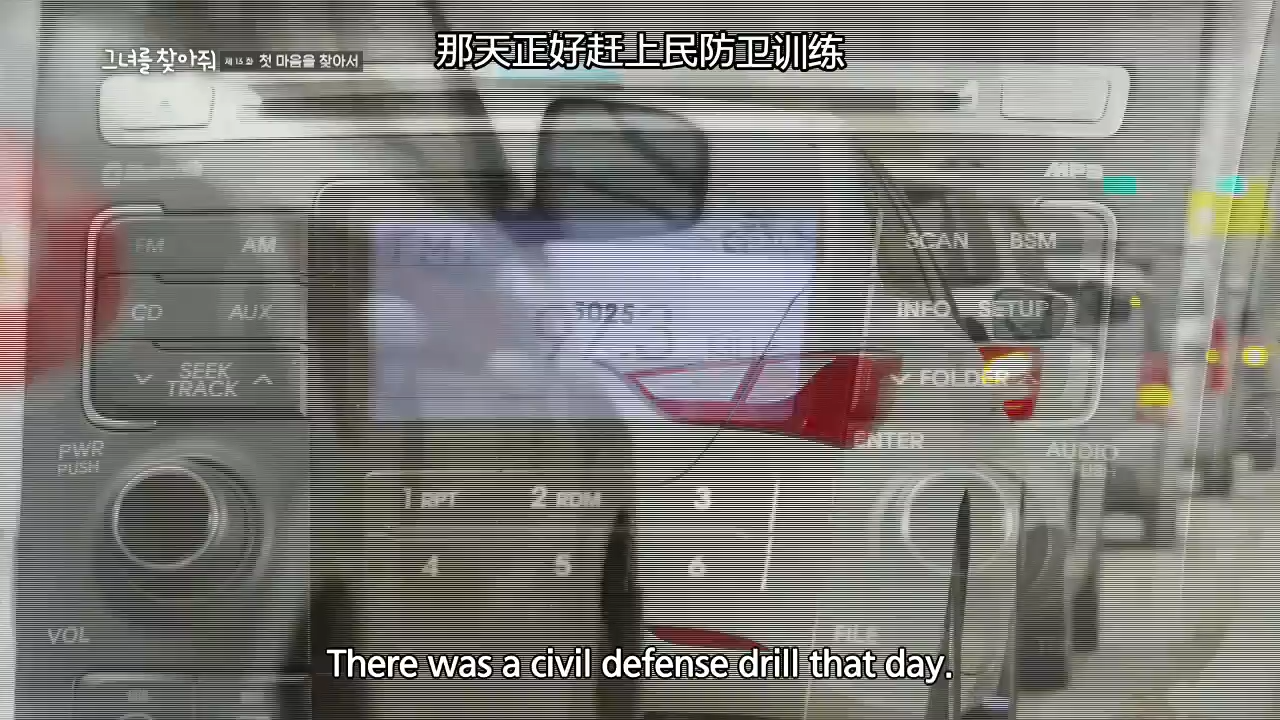 那天正好赶上民防卫训练
그녀를 찾아줘 제 15 화 첫 마음을 찾아서
FM AM SCAN BSM
CD AUX 5025 INFO SETUP
SEEK
TRACK FOLDER
PWR
PUSH ENTER AUDIO
1 RPT 2 RDM 3
4 5 6
VOL FILE
There was a civil defense drill that day.